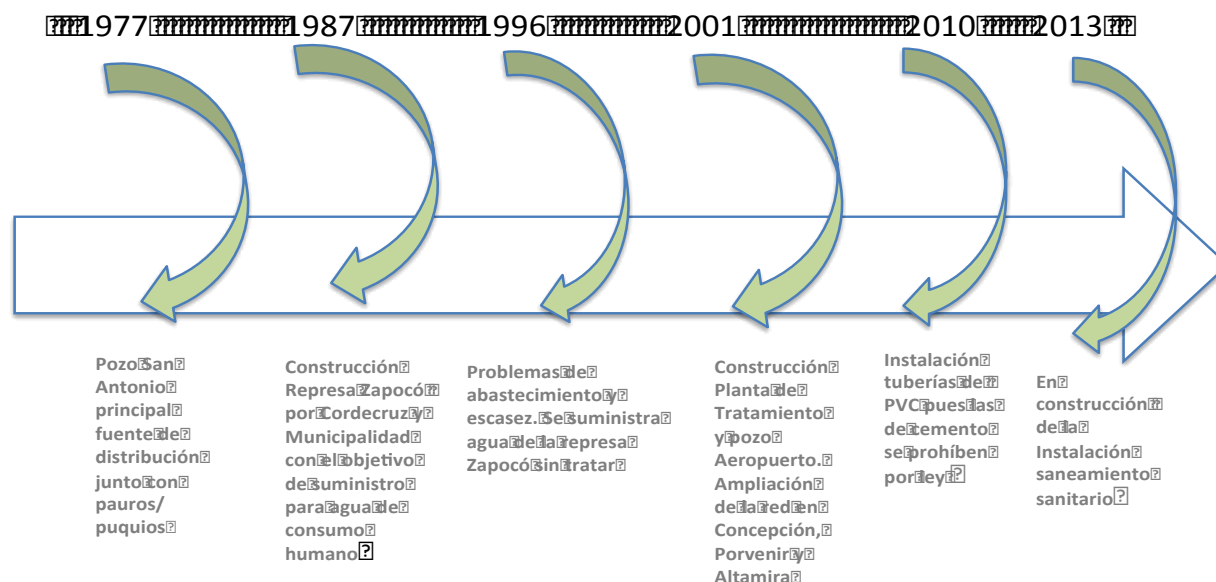 1977 1987 1996 2001 2010 2013
Pozo San
Antonio
principal
fuente de
distribución
junto con
pauros/
puquios
Construcción
Represa Zapocó
por Cordecruz y
Municipalidad
con el objetivo
de suministro
para agua de
consumo
humano
Problemas de
abastecimiento y
escasez. Se suministra
agua de la represa
Zapocó sin tratar
Construcción
Planta de
Tratamiento
y pozo
Aeropuerto.
Ampliación
de la red en
Concepción,
Porvenir y
Altamira
Instalación
tuberías de
PVC pues las
de cemento
se prohíben
por ley
En
construcción
de la
Instalación
saneamiento
sanitario